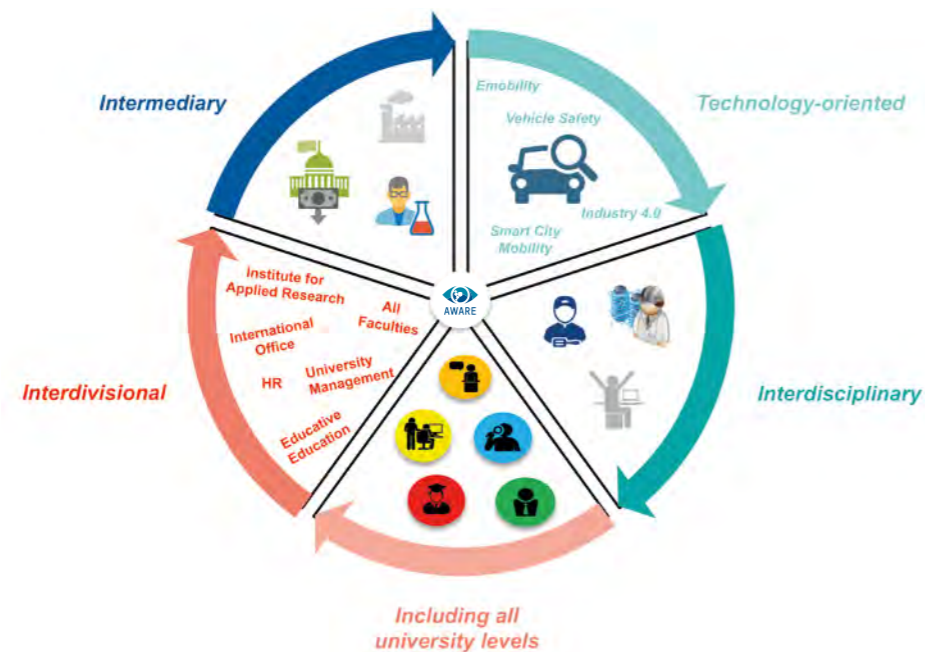 Intermediary
Technology-oriented
Emobility
Vehicle Safety
Industry 4.0
Smart City
Mobility
Institute for
Applied Research
All
Faculties
International
Office
HR
University
Management
Educative
Education
AWARE
Interdivisional
Interdisciplinary
Including all
university levels